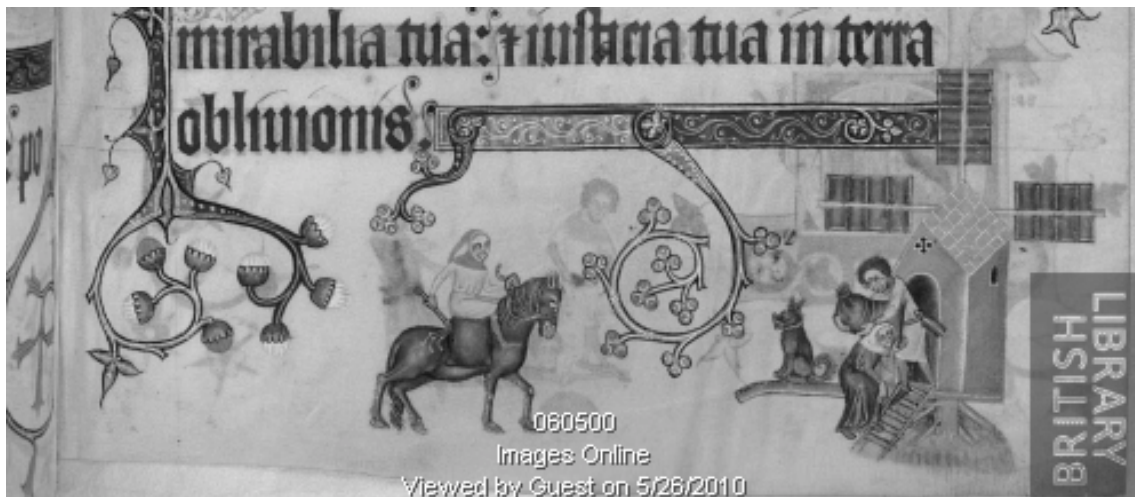 mirabilia tua: ⁊ iusticia tua in terra
obliuionis.
po
060500
Images Online
Viewed by Guest on 5/26/2010
BRITISH
LIBRARY